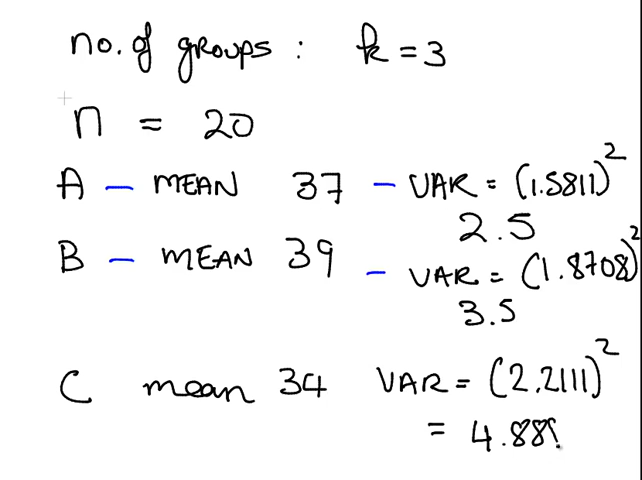 no. of groups : k = 3
n = 20
A – MEAN 37 – VAR = (1.5811)²
2.5
B – MEAN 39 – VAR = (1.8708)²
3.5
C mean 34 VAR = (2.2111)²
= 4.88